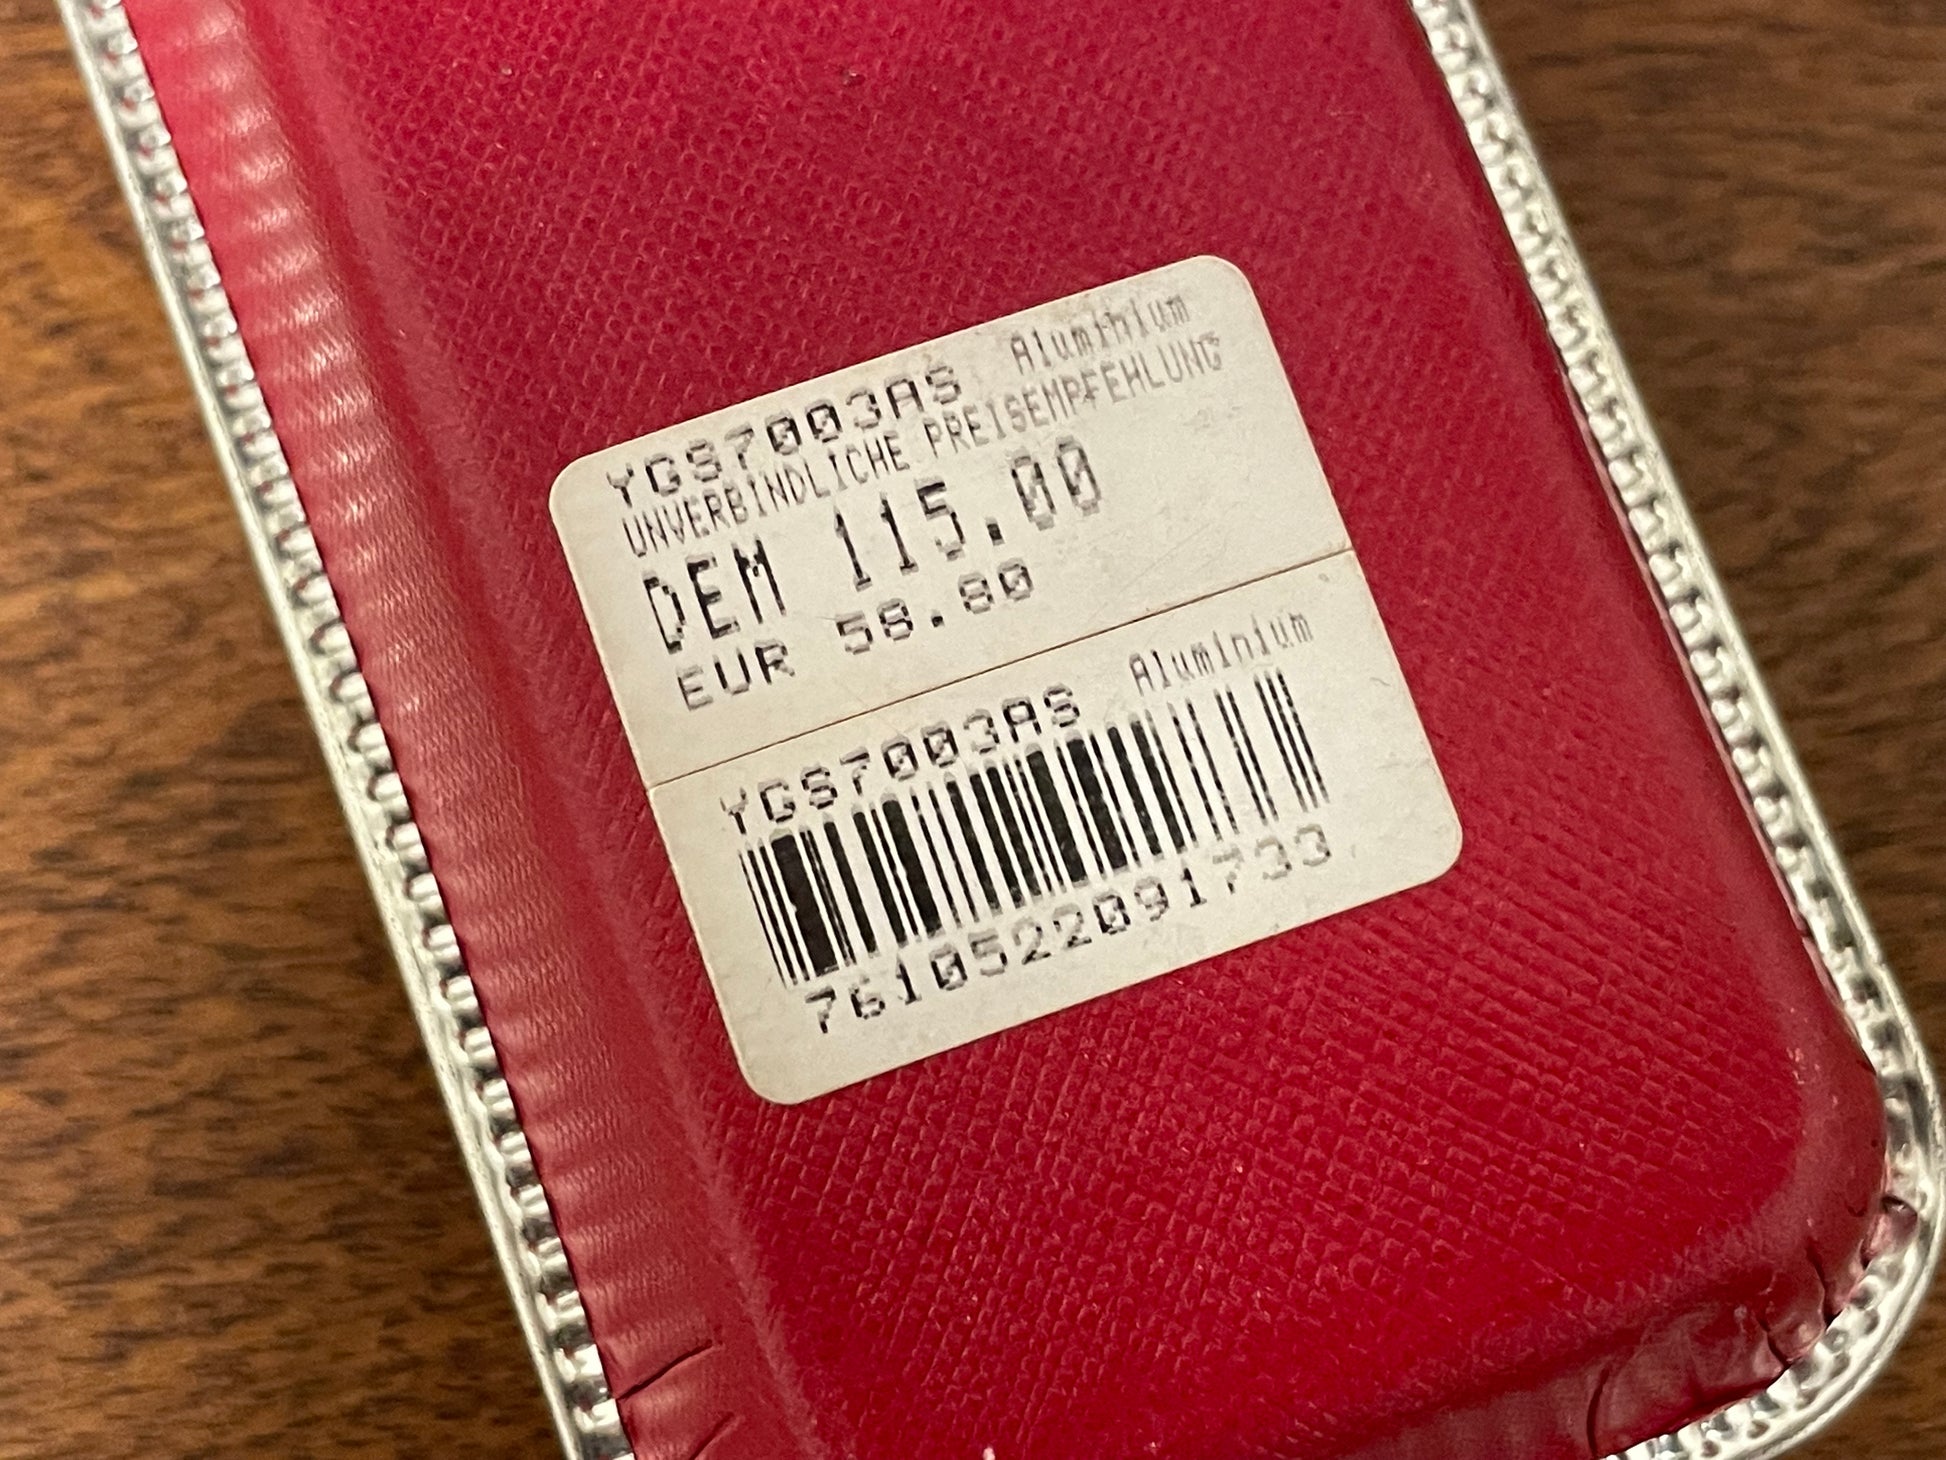 YGS7003AS Aluminium
UNVERBINDLICHE PREISEMPFEHLUNG
DEM 115.00
EUR 58.80
YGS7003AS Aluminium
7610522091733